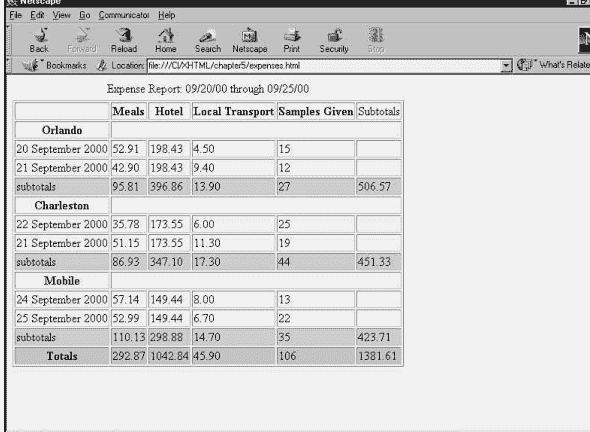 Netscape
File Edit View Go Communicator Help
Back Forward Reload Home Search Netscape Print Security Stop
Bookmarks Location: file:///C|/XHTML/chapter5/expenses.html What's Relate
Expense Report: 09/20/00 through 09/25/00
Meals Hotel Local Transport Samples Given Subtotals
Orlando
20 September 2000 52.91 198.43 4.50 15
21 September 2000 42.90 198.43 9.40 12
subtotals 95.81 396.86 13.90 27 506.57
Charleston
22 September 2000 35.78 173.55 6.00 25
21 September 2000 51.15 173.55 11.30 19
subtotals 86.93 347.10 17.30 44 451.33
Mobile
24 September 2000 57.14 149.44 8.00 13
25 September 2000 52.99 149.44 6.70 22
subtotals 110.13 298.88 14.70 35 423.71
Totals 292.87 1042.84 45.90 106 1381.61